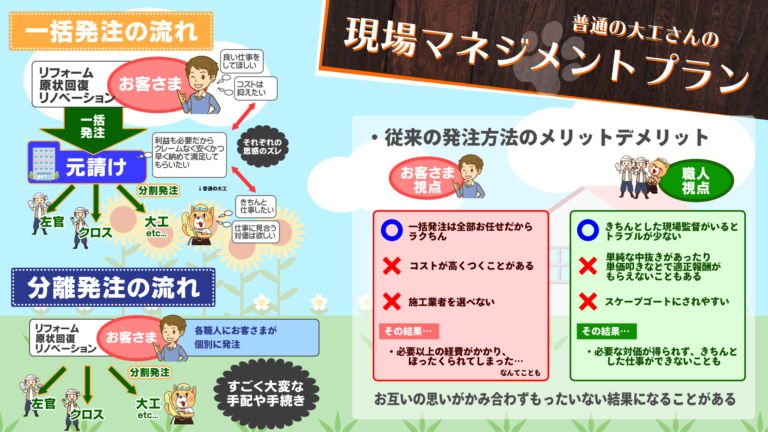 一括発注の流れ
リフォーム
原状回復
リノベーション
お客さま
良い仕事を
してほしい
コストは
抑えたい
一括
発注
元請け
利益も必要だから
クレームなく安くかつ
早く納めて満足して
もらいたい
それぞれの
思惑のズレ
分割発注
↓普通の大工
左官
クロス
大工
etc...
きちんと
仕事したい
仕事に見合う
対価は欲しい
分離発注の流れ
リフォーム
原状回復
リノベーション
お客さま
各職人にお客さまが
個別に発注
分割発注
左官
クロス
大工
etc...
すごく大変な
手配や手続き
普通の大工さんの
現場マネジメントプラン
・従来の発注方法のメリットデメリット
お客さま
視点
一括発注は全部お任せだから
ラクちん
コストが高くつくことがある
施工業者を選べない
その結果…
・必要以上の経費がかかり、
ぼったくられてしまった…
なんてことも
職人
視点
きちんとした現場監督がいると
トラブルが少ない
単純な中抜きがあったり
単価叩きなどで適正報酬が
もらえないこともある
スケープゴートにされやすい
その結果…
・必要な対価が得られず、きちんと
した仕事ができないことも
お互いの思いがかみ合わずもったいない結果になることがある